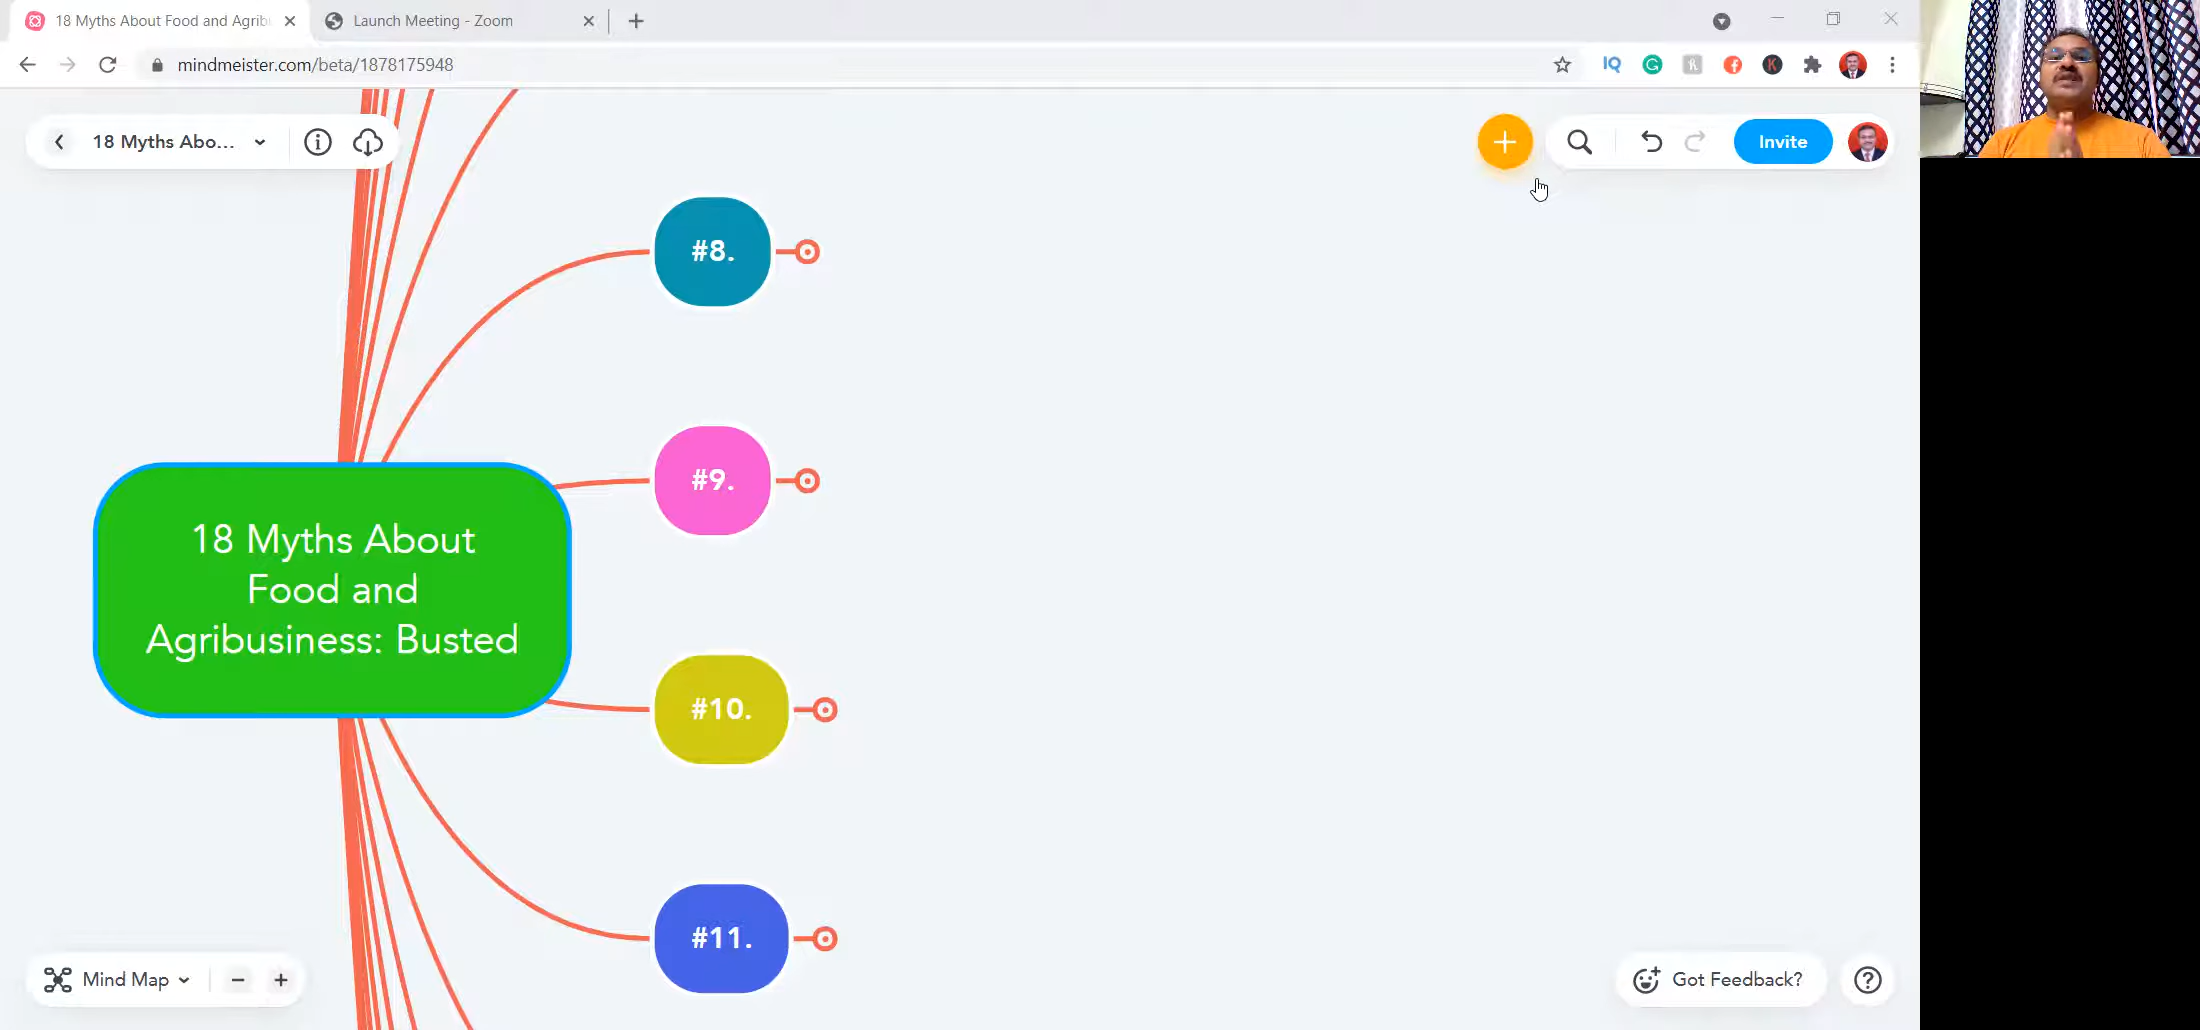 18 Myths About Food and Agrib
Launch Meeting - Zoom
mindmeister.com/beta/1878175948
IQ
18 Myths Abo...
Invite
#8.
#9.
18 Myths About
Food and
Agribusiness: Busted
#10.
#11.
Mind Map
Got Feedback?